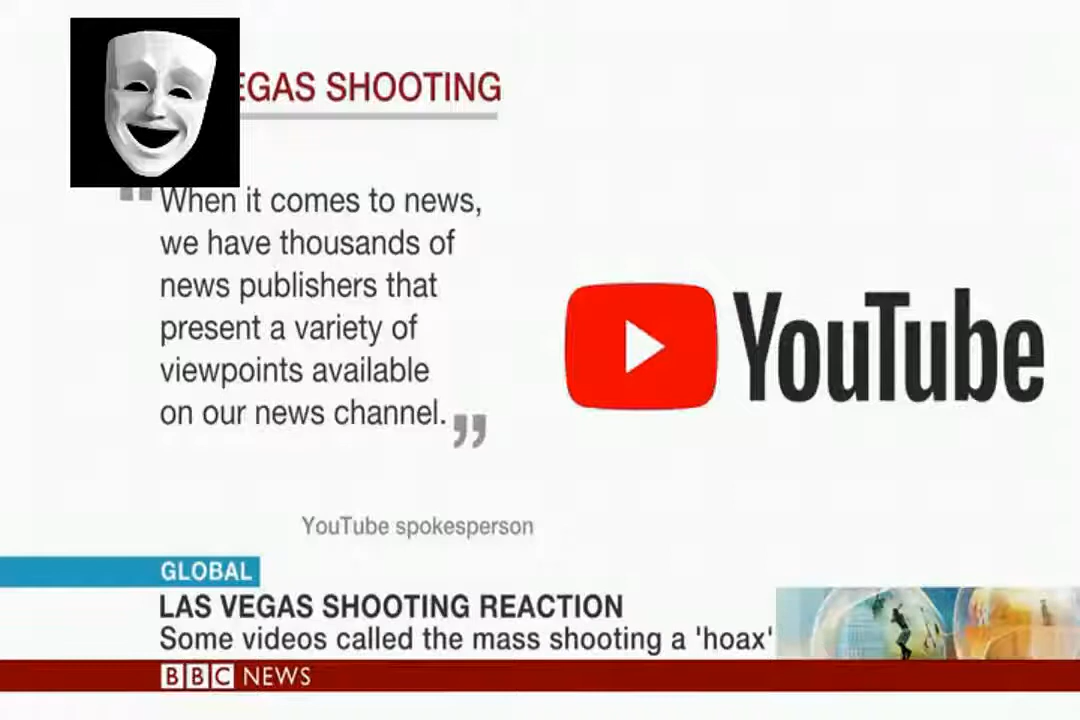 EGAS SHOOTING
“When it comes to news,
we have thousands of
news publishers that
present a variety of
viewpoints available
on our news channel.”
YouTube
YouTube spokesperson
GLOBAL
LAS VEGAS SHOOTING REACTION
Some videos called the mass shooting a 'hoax'
BBC NEWS